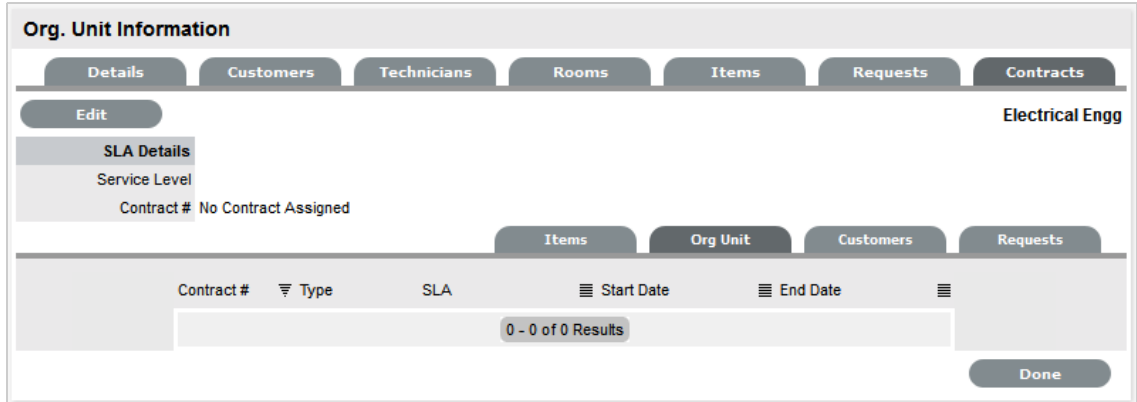 Org. Unit Information
Details Customers Technicians Rooms Items Requests Contracts
Edit Electrical Engg
SLA Details
Service Level
Contract # No Contract Assigned
Items Org Unit Customers Requests
Contract # Type SLA Start Date End Date
0 - 0 of 0 Results
Done